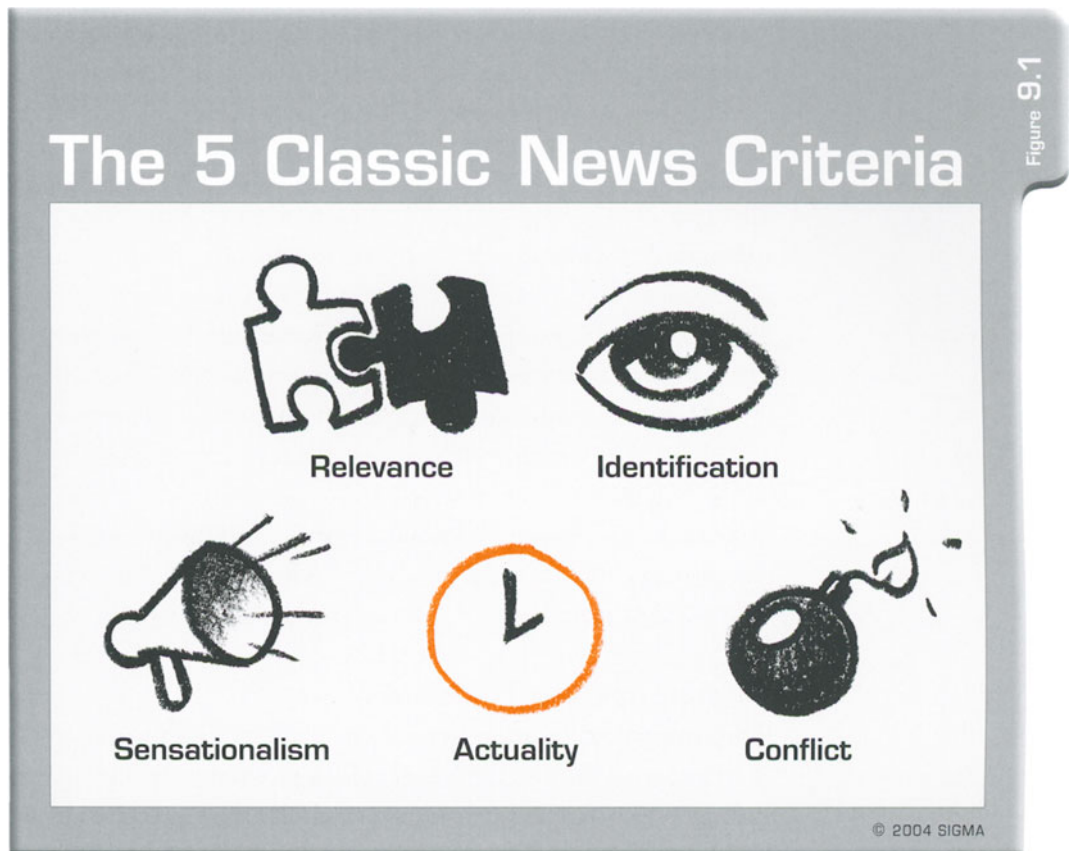 Figure 9.1
The 5 Classic News Criteria
Relevance
Identification
Sensationalism
Actuality
Conflict
© 2004 SIGMA